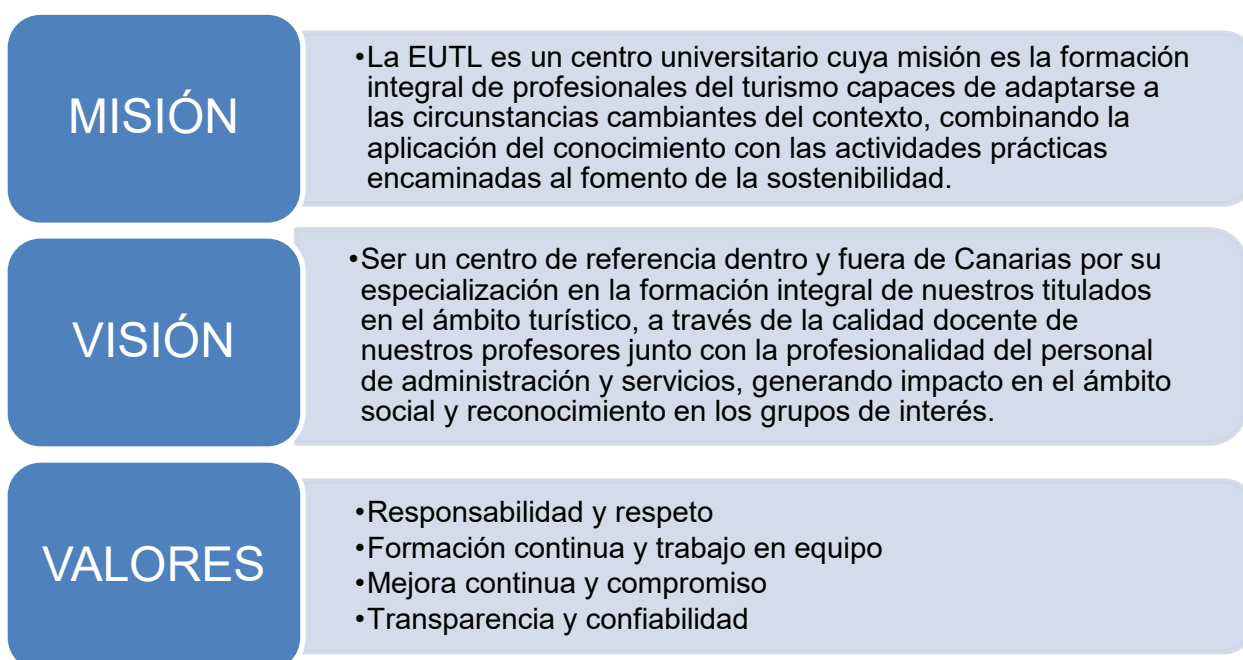 MISIÓN
•La EUTL es un centro universitario cuya misión es la formación
integral de profesionales del turismo capaces de adaptarse a
las circunstancias cambiantes del contexto, combinando la
aplicación del conocimiento con las actividades prácticas
encaminadas al fomento de la sostenibilidad.
VISIÓN
•Ser un centro de referencia dentro y fuera de Canarias por su
especialización en la formación integral de nuestros titulados
en el ámbito turístico, a través de la calidad docente de
nuestros profesores junto con la profesionalidad del personal
de administración y servicios, generando impacto en el ámbito
social y reconocimiento en los grupos de interés.
VALORES
•Responsabilidad y respeto
•Formación continua y trabajo en equipo
•Mejora continua y compromiso
•Transparencia y confiabilidad